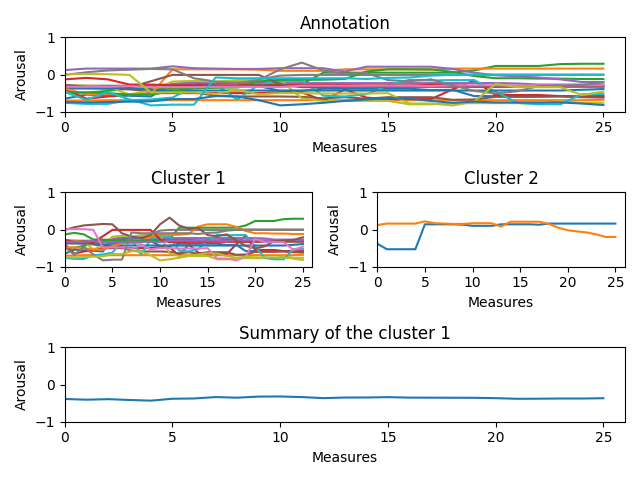 Annotation
1
0
−1
Arousal
0 5 10 15 20 25
Measures
Cluster 1
1
0
−1
Arousal
0 5 10 15 20 25
Measures
Cluster 2
1
0
−1
Arousal
0 5 10 15 20 25
Measures
Summary of the cluster 1
1
0
−1
Arousal
0 5 10 15 20 25
Measures